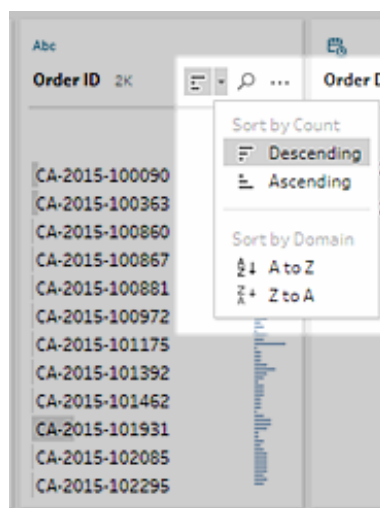 Abc
Order ID 2K
Order D
Sort by Count
Descending
Ascending
Sort by Domain
A to Z
Z to A
CA-2015-100090
CA-2015-100363
CA-2015-100860
CA-2015-100867
CA-2015-100881
CA-2015-100972
CA-2015-101175
CA-2015-101392
CA-2015-101462
CA-2015-101931
CA-2015-102085
CA-2015-102295